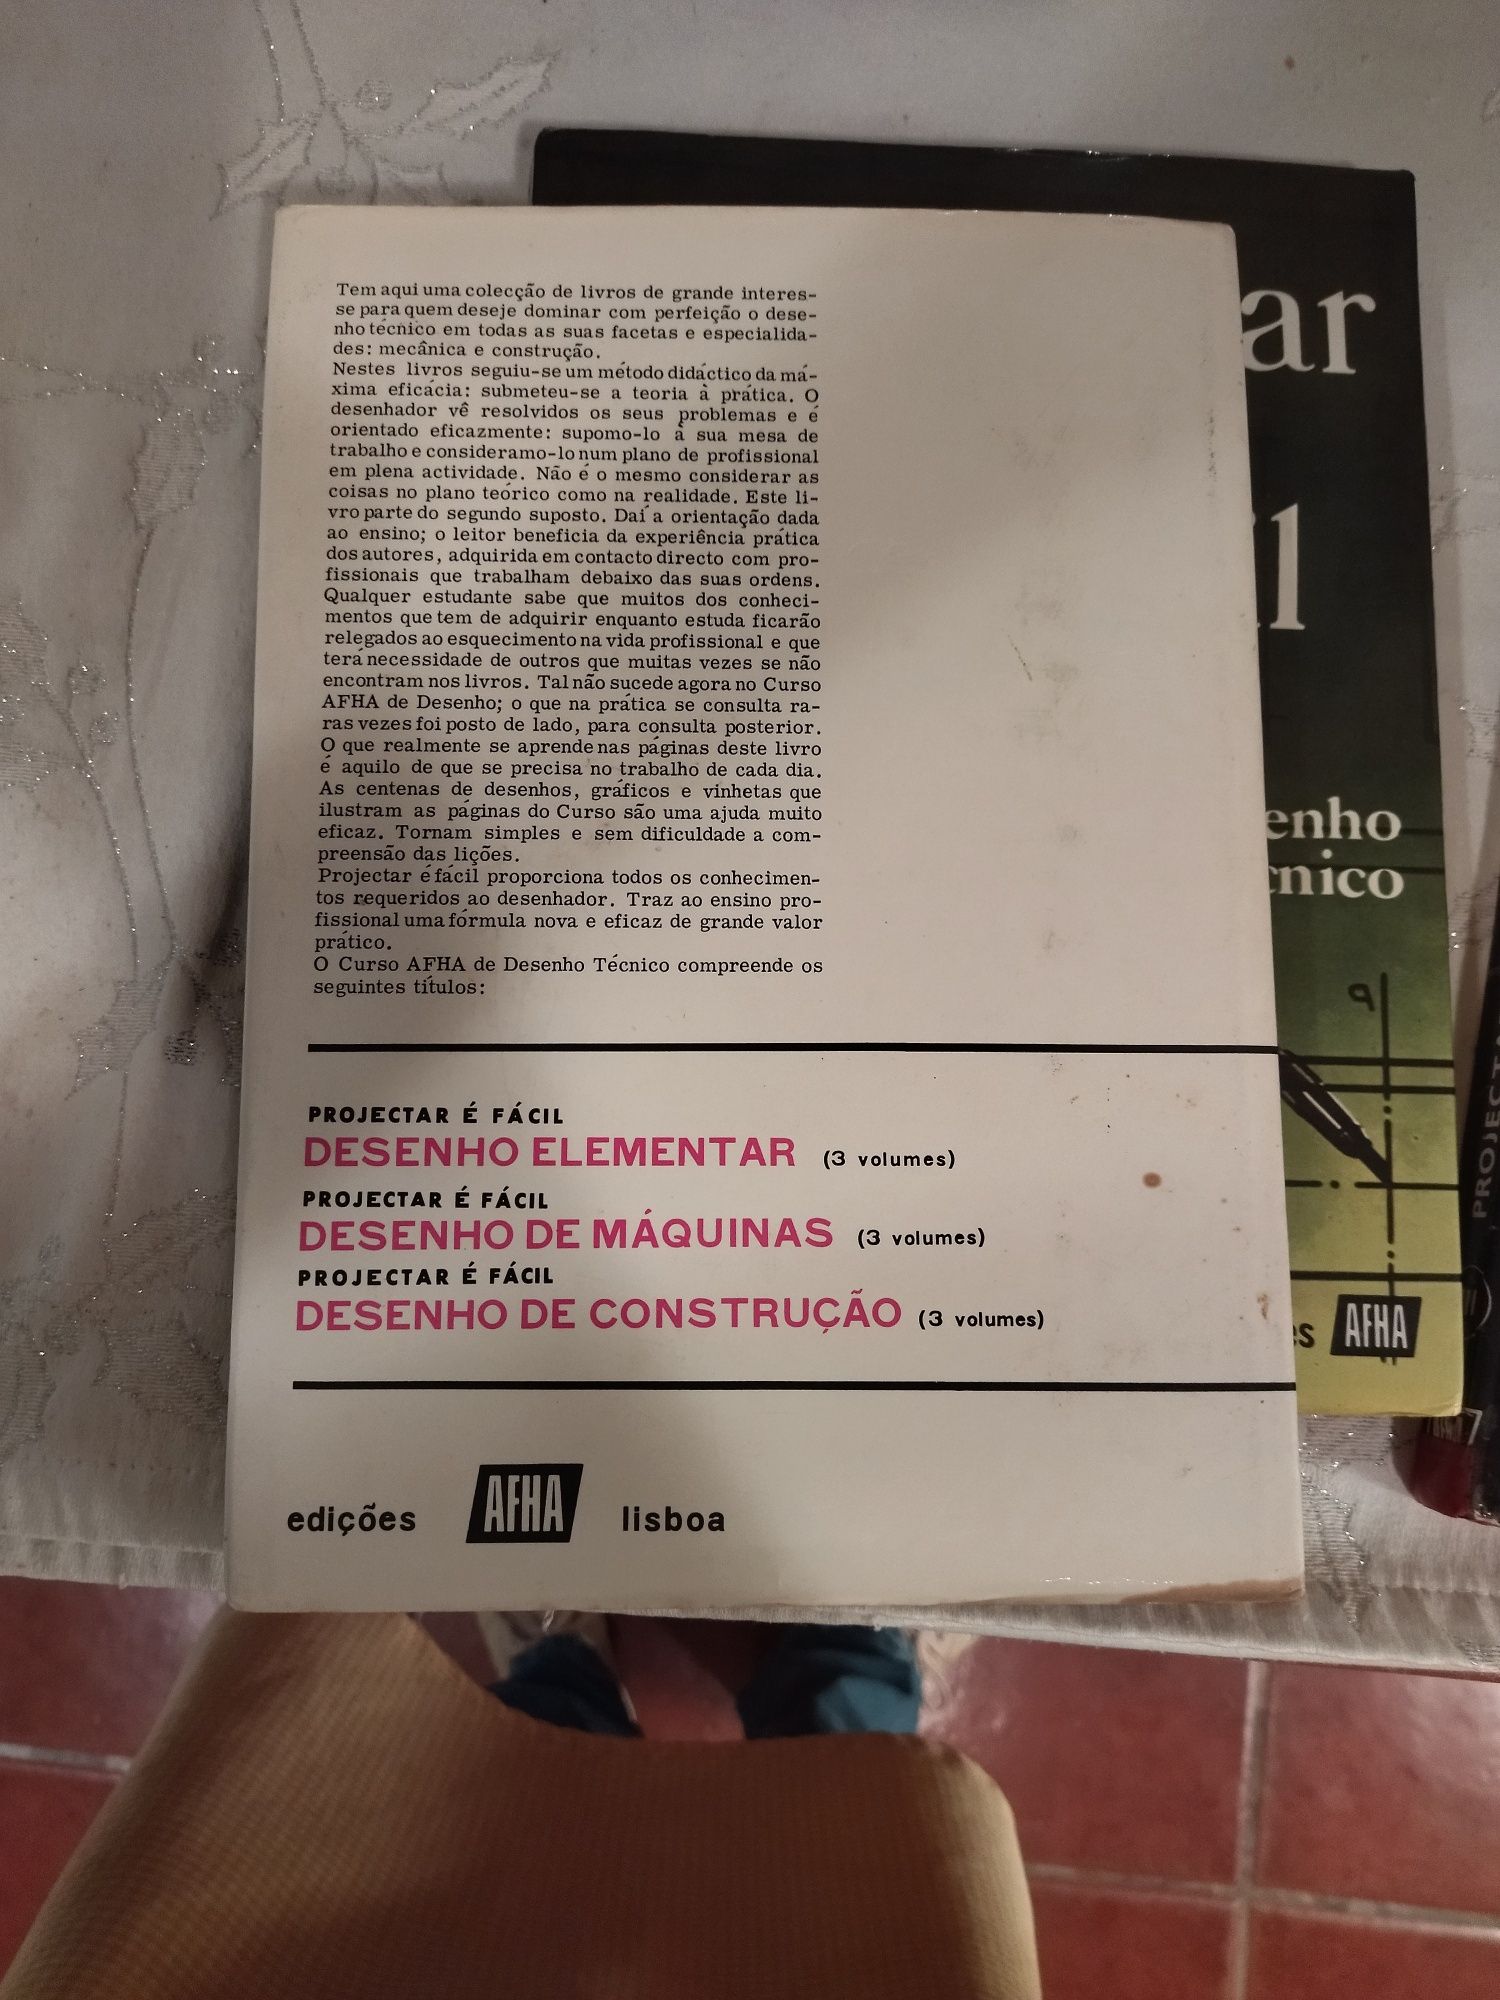 Tem aqui uma colecção de livros de grande interes-
se para quem deseje dominar com perfeição o dese-
nho técnico em todas as suas facetas e especialida-
des: mecânica e construção.
Nestes livros seguiu-se um método didáctico da má-
xima eficácia: submeteu-se a teoria à prática. O
desenhador vê resolvidos os seus problemas e é
orientado eficazmente: supomo-lo à sua mesa de
trabalho e consideramo-lo num plano de profissional
em plena actividade. Não é o mesmo considerar as
coisas no plano teórico como na realidade. Este li-
vro parte do segundo suposto. Daí a orientação dada
ao ensino; o leitor beneficia da experiência prática
dos autores, adquirida em contacto directo com pro-
fissionais que trabalham debaixo das suas ordens.
Qualquer estudante sabe que muitos dos conheci-
mentos que tem de adquirir enquanto estuda ficarão
relegados ao esquecimento na vida profissional e que
terá necessidade de outros que muitas vezes se não
encontram nos livros. Tal não sucede agora no Curso
AFHA de Desenho; o que na prática se consulta ra-
ras vezes foi posto de lado, para consulta posterior.
O que realmente se aprende nas páginas deste livro
é aquilo de que se precisa no trabalho de cada dia.
As centenas de desenhos, gráficos e vinhetas que
ilustram as páginas do Curso são uma ajuda muito
eficaz. Tornam simples e sem dificuldade a com-
preensão das lições.
Projectar é fácil proporciona todos os conhecimen-
tos requeridos ao desenhador. Traz ao ensino pro-
fissional uma fórmula nova e eficaz de grande valor
prático.
O Curso AFHA de Desenho Técnico compreende os
seguintes títulos:
PROJECTAR É FÁCIL
DESENHO ELEMENTAR (3 volumes)
PROJECTAR É FÁCIL
DESENHO DE MÁQUINAS (3 volumes)
PROJECTAR É FÁCIL
DESENHO DE CONSTRUÇÃO (3 volumes)
edições AFHA lisboa
ar
il
enho
cnico
es AFHA
PROJECTA